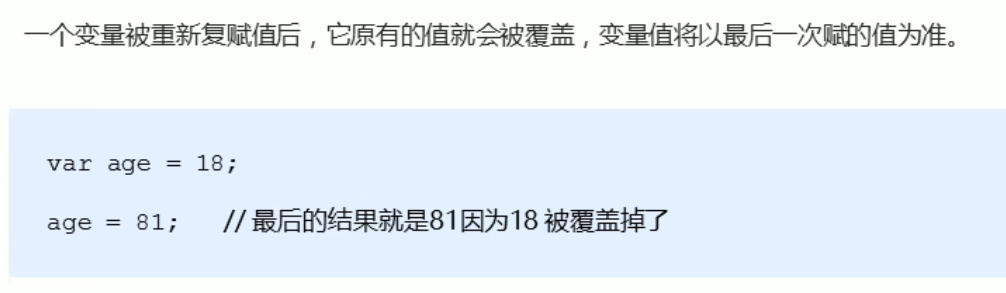 一个变量被重新复赋值后，它原有的值就会被覆盖，变量值将以最后一次赋的值为准。
var age = 18;
age = 81;   // 最后的结果就是81因为18 被覆盖掉了